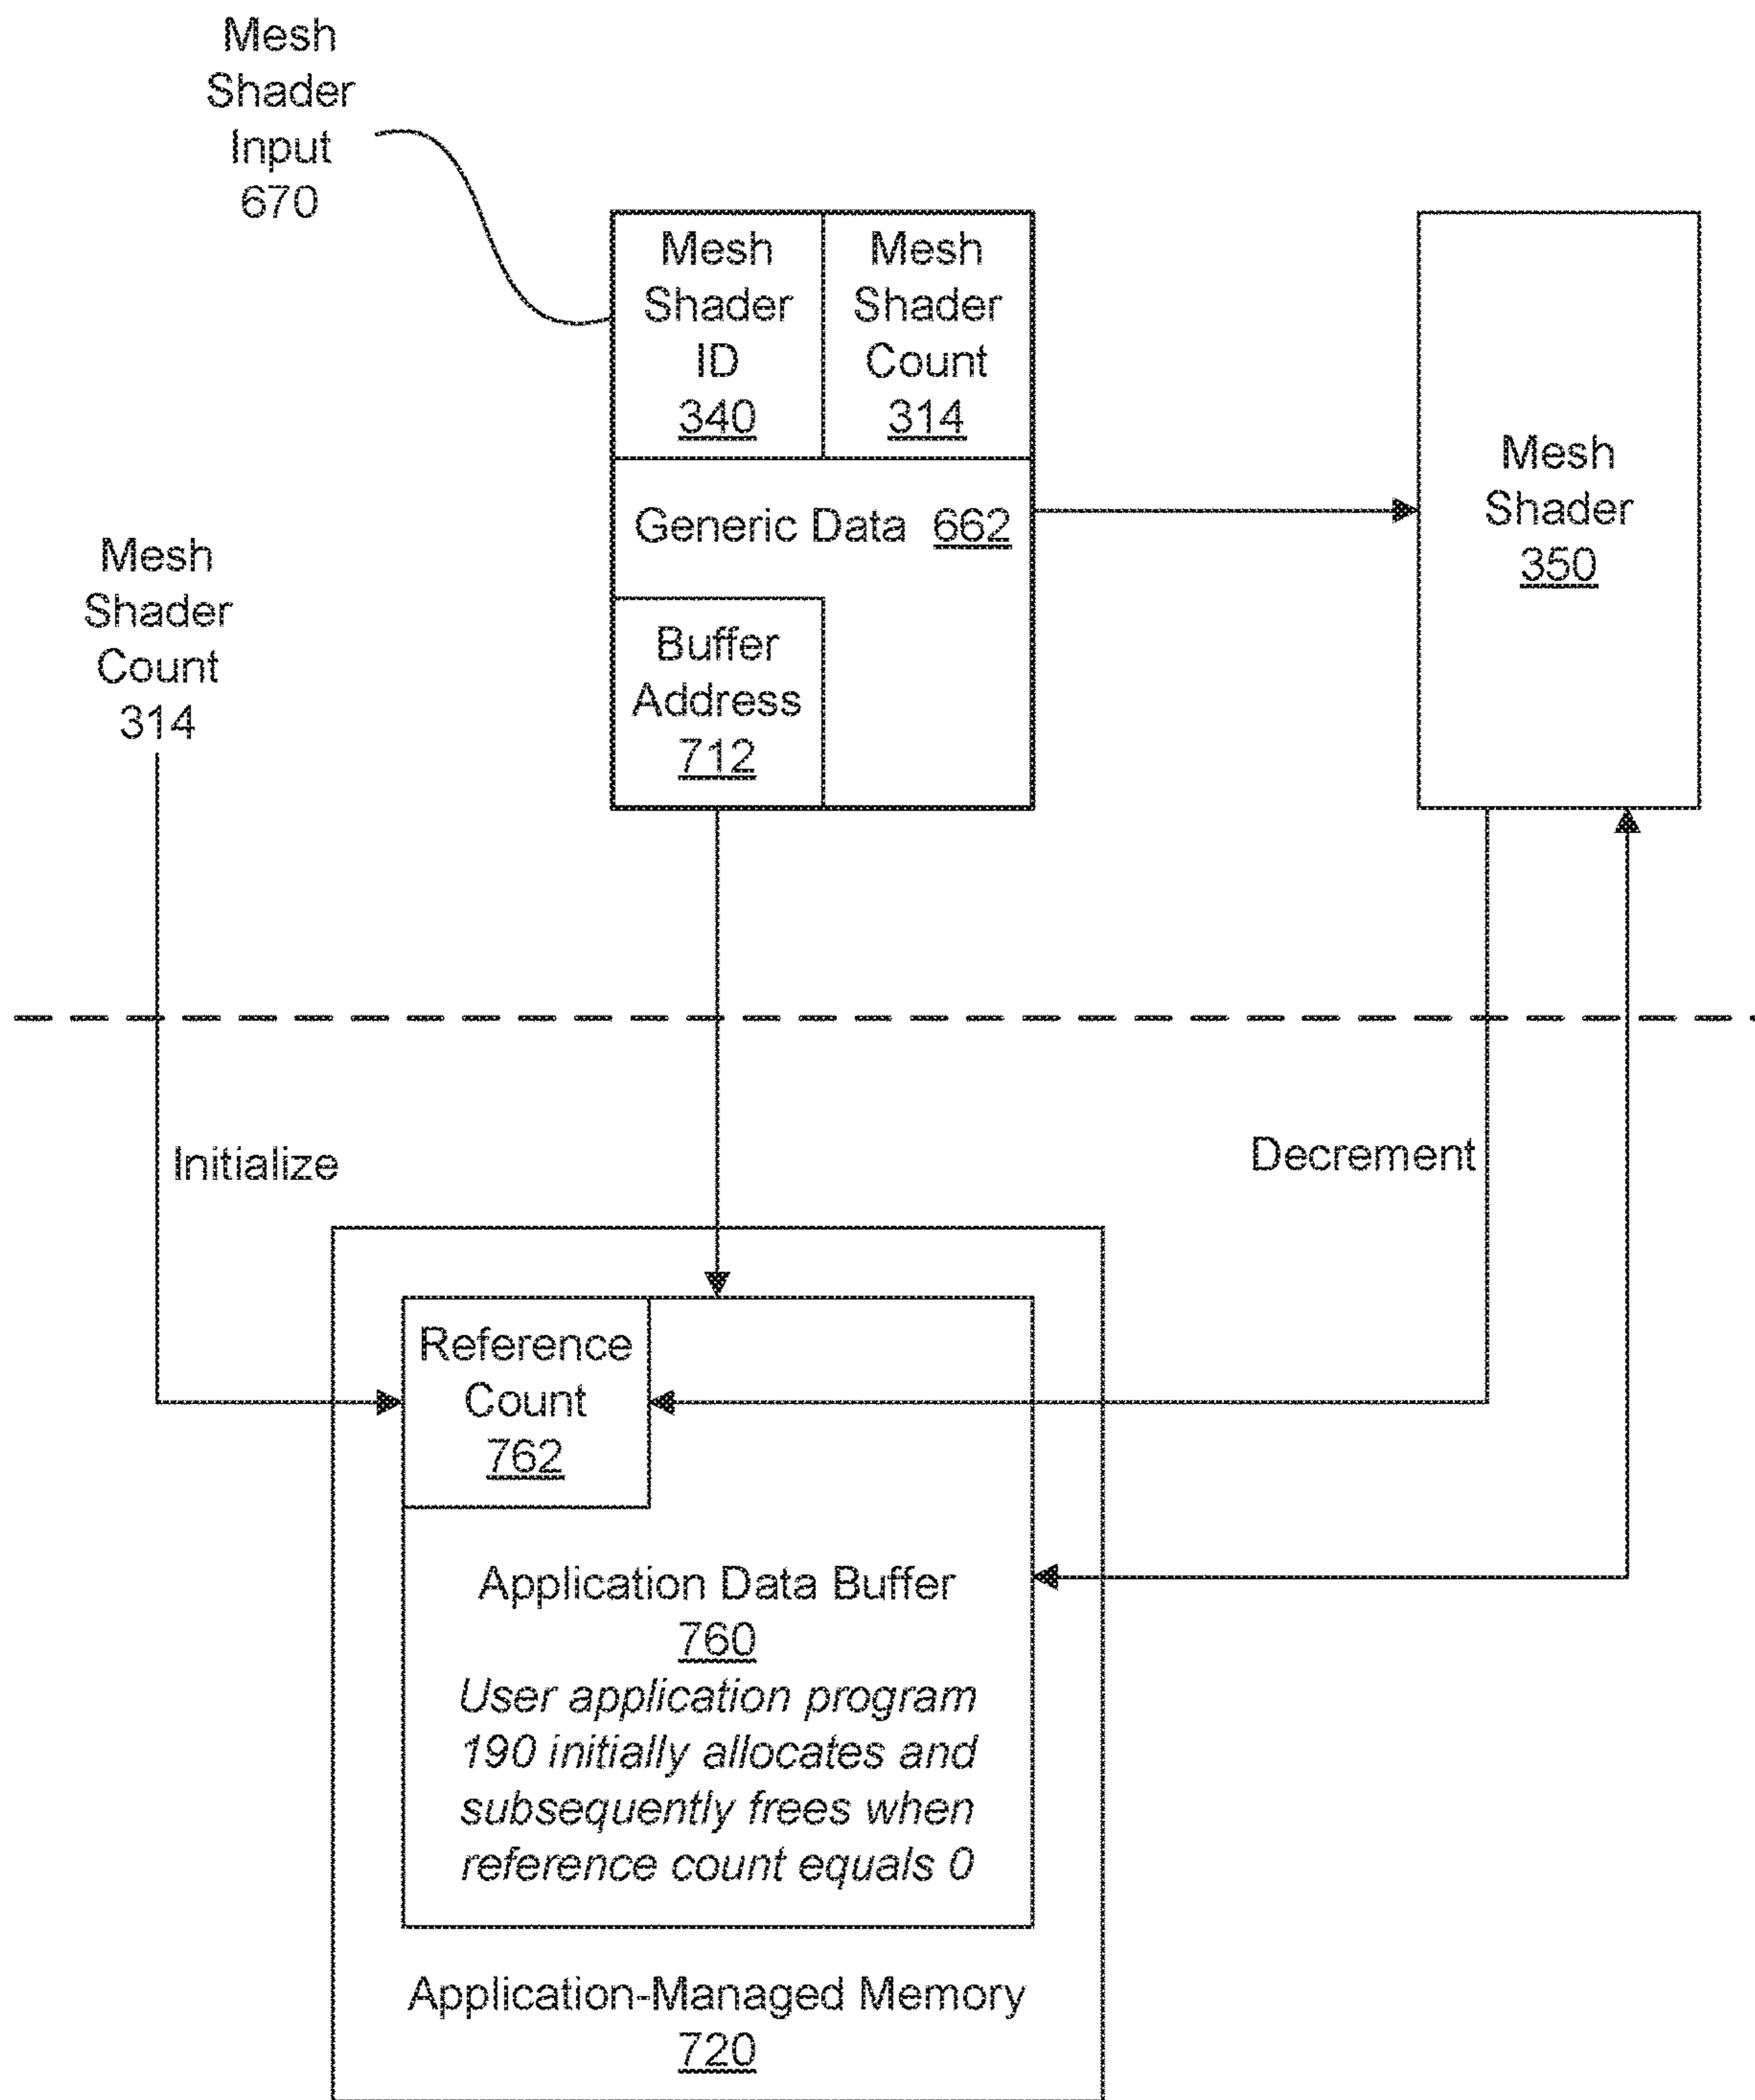 Mesh
Shader
Input
670
Mesh
Shader
ID
340
Mesh
Shader
Count
314
Generic Data 662
Buffer
Address
712
Mesh
Shader
350
Mesh
Shader
Count
314
Initialize
Decrement
Reference
Count
762
Application Data Buffer
760
User application program
190 initially allocates and
subsequently frees when
reference count equals 0
Application-Managed Memory
720